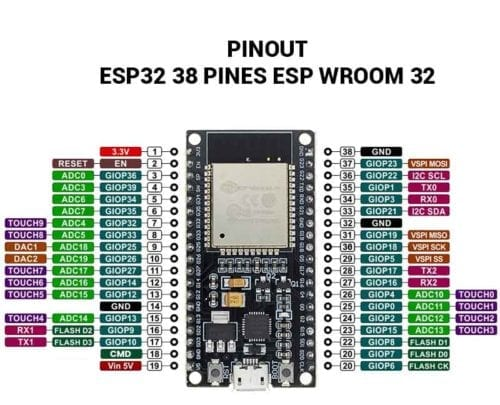 PINOUT
ESP32 38 PINES ESP WROOM 32
3.3V 1
RESET EN 2
ADC0 GIOP36 3
ADC3 GIOP39 4
ADC6 GIOP34 5
ADC7 GIOP35 6
TOUCH9 ADC4 GIOP32 7
TOUCH8 ADC5 GIOP33 8
DAC1 ADC18 GIOP25 9
DAC2 ADC19 GIOP26 10
TOUCH7 ADC17 GIOP27 11
TOUCH6 ADC16 GIOP14 12
TOUCH5 ADC15 GIOP12 13
GND 14
TOUCH4 ADC14 GIOP13 15
RX1 FLASH D2 GIOP9 16
TX1 FLASH D3 GIOP10 17
CMD 18
Vin 5V 19
38 GND
37 GIOP23 VSPI MOSI
36 GIOP22 I2C SCL
35 GIOP1 TX0
34 GIOP3 RX0
33 GIOP21 I2C SDA
32 GND
31 GIOP19 VSPI MISO
30 GIOP18 VSPI SCK
29 GIOP5 VSPI SS
28 GIOP17 TX2
27 GIOP16 RX2
26 GIOP4 ADC10 TOUCH0
25 GIOP0 ADC11 TOUCH1
24 GIOP2 ADC12 TOUCH2
23 GIOP15 ADC13 TOUCH3
22 GIOP8 FLASH D1
20 GIOP7 FLASH D0
20 GIOP6 FLASH CK